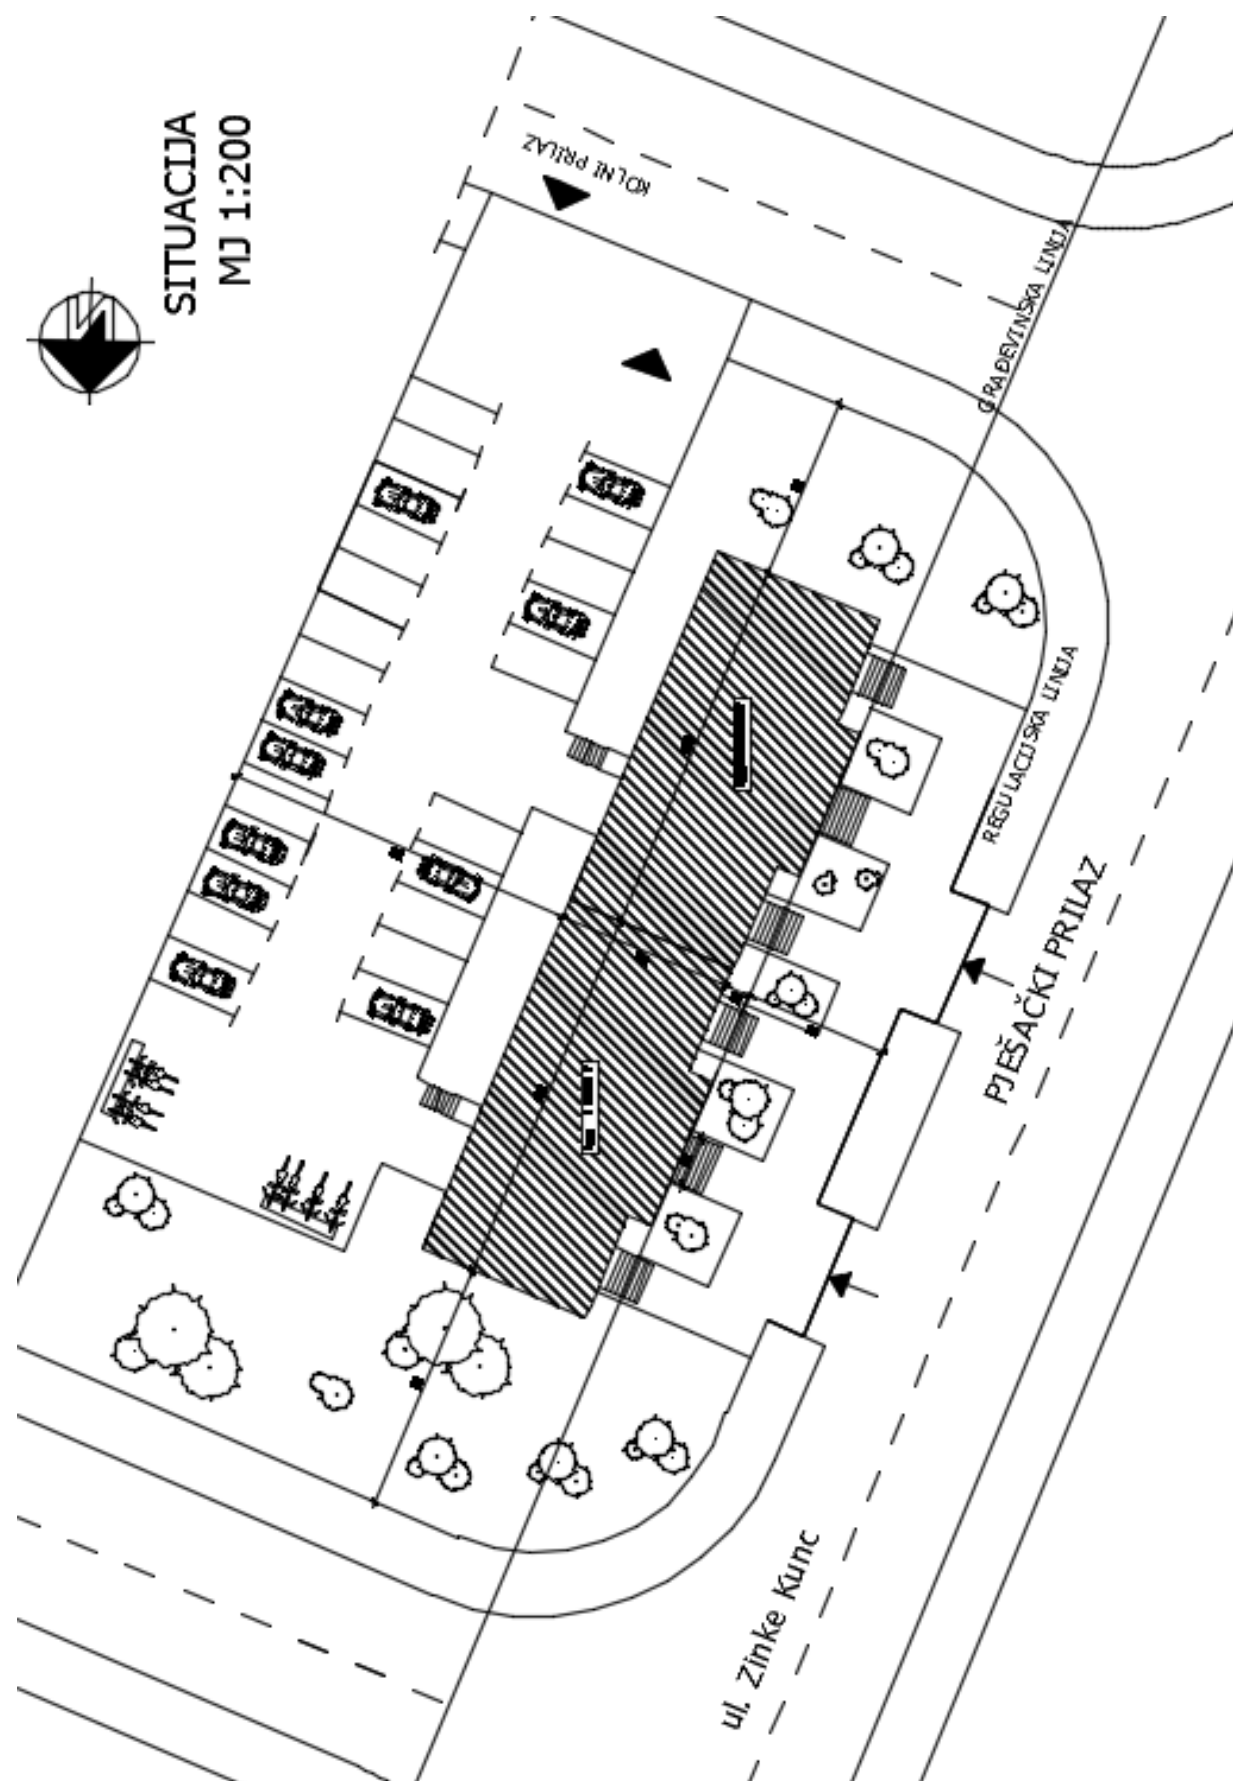 SITUACIJA
MJ 1:200
KOLNI PRILAZ
GRAĐEVINSKA LINIJA
REGULACIJSKA LINIJA
PJEŠAČKI PRILAZ
ul. Zinke Kunc